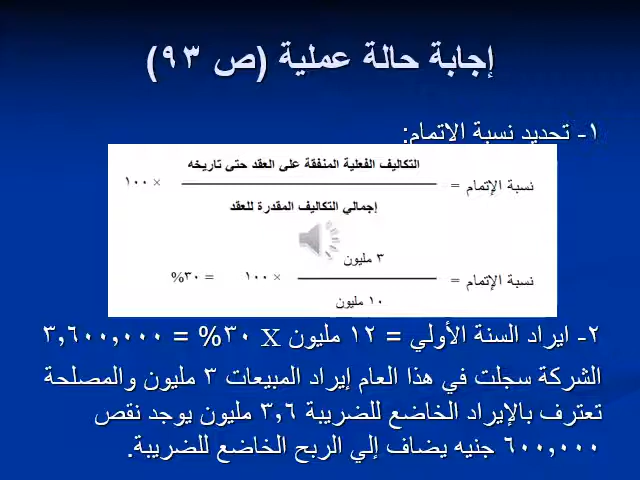 إجابة حالة عملية (ص ٩٣)
١- تحديد نسبة الاتمام:
التكاليف الفعلية المنفقة على العقد حتى تاريخه
نسبة الإتمام = × ١٠٠
إجمالي التكاليف المقدرة للعقد
٣ مليون
نسبة الإتمام = × ١٠٠ = ٣٠%
١٠ مليون
٢- ايراد السنة الأولي = ١٢ مليون X ٣٠% = ٣,٦٠٠,٠٠٠
الشركة سجلت في هذا العام إيراد المبيعات ٣ مليون والمصلحة
تعترف بالإيراد الخاضع للضريبة ٣,٦ مليون يوجد نقص
٦٠٠,٠٠٠ جنيه يضاف إلي الربح الخاضع للضريبة.